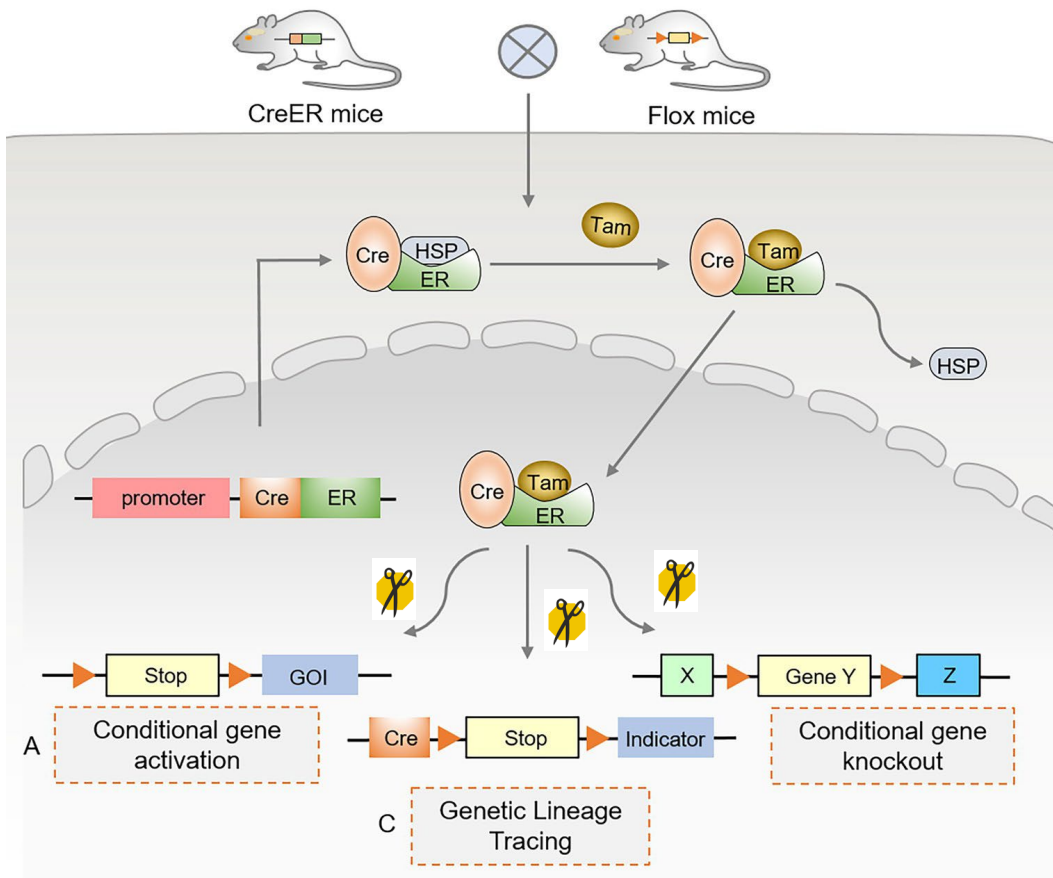 CreER mice
Flox mice
Tam
Cre
HSP
ER
Cre
Tam
ER
HSP
promoter
Cre
ER
Cre
Tam
ER
Stop
GOI
X
Gene Y
Z
A
Conditional gene
activation
Cre
Stop
Indicator
Conditional gene
knockout
C
Genetic Lineage
Tracing